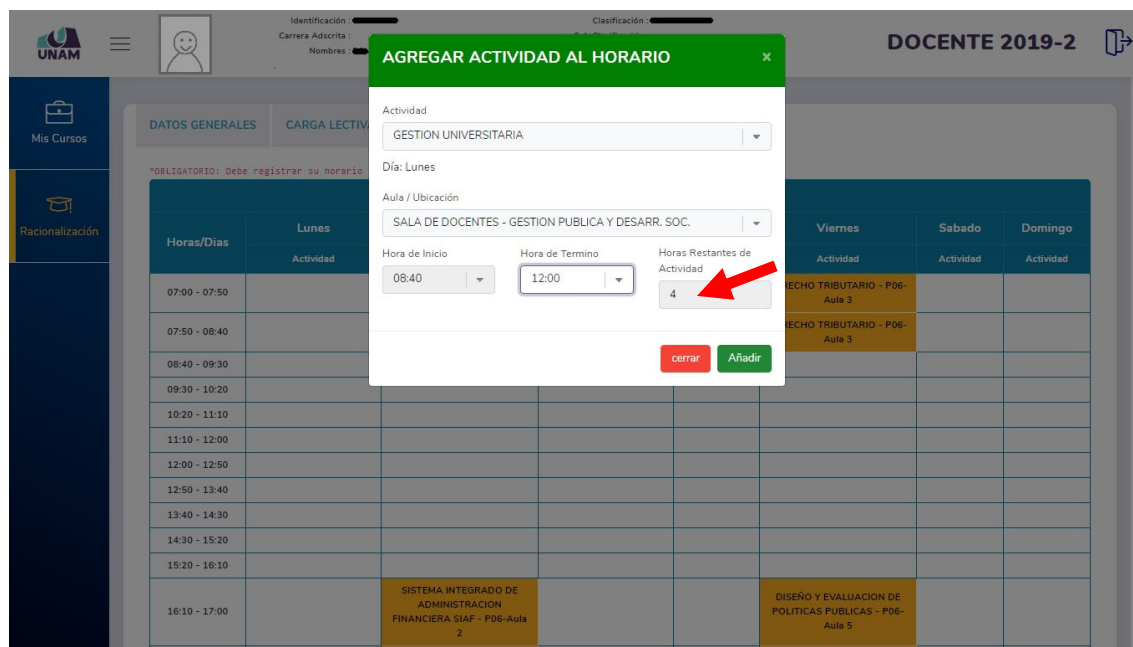 UNAM
Identificación :
Carrera Adscrita :
Nombres :
Clasificación :
DOCENTE 2019-2
Mis Cursos
Racionalización
DATOS GENERALES
CARGA LECTIV
*OBLIGATORIO: Debe registrar su horario
AGREGAR ACTIVIDAD AL HORARIO ×
Actividad
GESTION UNIVERSITARIA
Día: Lunes
Aula / Ubicación
SALA DE DOCENTES - GESTION PUBLICA Y DESARR. SOC.
Hora de Inicio
08:40
Hora de Termino
12:00
Horas Restantes de
Actividad
4
cerrar
Añadir
Horas/Dias
Lunes
Viernes
Sabado
Domingo
Actividad
Actividad
Actividad
Actividad
07:00 - 07:50
RECHO TRIBUTARIO - P06-
Aula 3
07:50 - 08:40
RECHO TRIBUTARIO - P06-
Aula 3
08:40 - 09:30
09:30 - 10:20
10:20 - 11:10
11:10 - 12:00
12:00 - 12:50
12:50 - 13:40
13:40 - 14:30
14:30 - 15:20
15:20 - 16:10
16:10 - 17:00
SISTEMA INTEGRADO DE
ADMINISTRACION
FINANCIERA SIAF - P06-Aula
2
DISEÑO Y EVALUACION DE
POLITICAS PUBLICAS - P06-
Aula 5